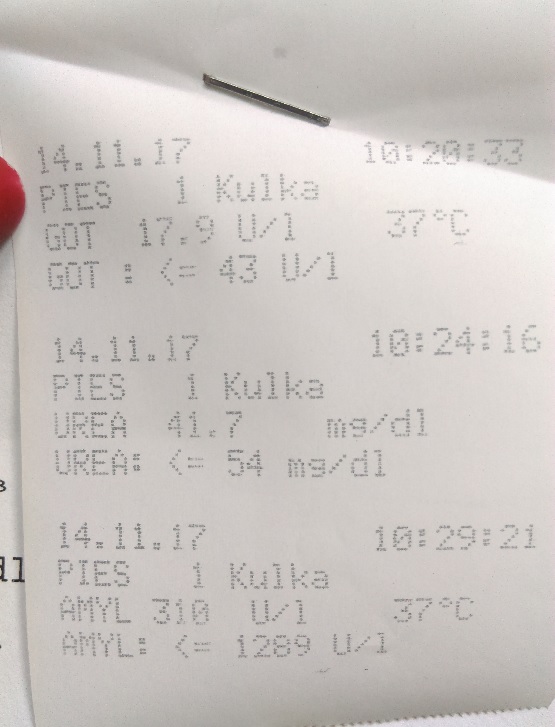 14.11.17 10:20:33
PIES 1 Kulka
GOT 17.9 U/l 37°C
GOT : <= 43 U/l
14.11.17 10:24:16
PIES 1 Kulka
UREA 41.7 mg/dl
UREA: <= 54 mg/dl
14.11.17 10:29:21
PIES 1 Kulka
AMYL 310 U/l 37°C
AMYL: <= 1289 U/l